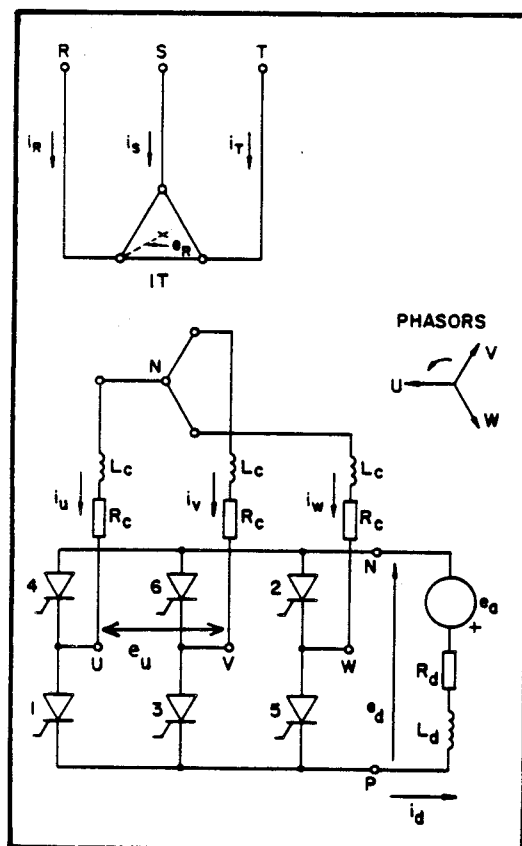 R S T
iR iS iT
eR
1T
PHASORS
N
V
U
W
Lc Lc Lc
iu iv iw
Rc Rc Rc
N
4 6 2
ea
+
eu
U V W
Rd
ed
1 3 5
Ld
P
id